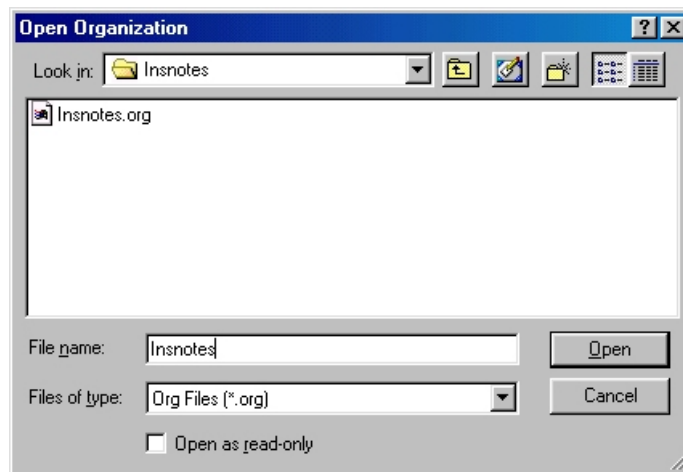 Open Organization
Look in: Insnotes
Insnotes.org
File name: Insnotes Open
Files of type: Org Files (*.org) Cancel
Open as read-only